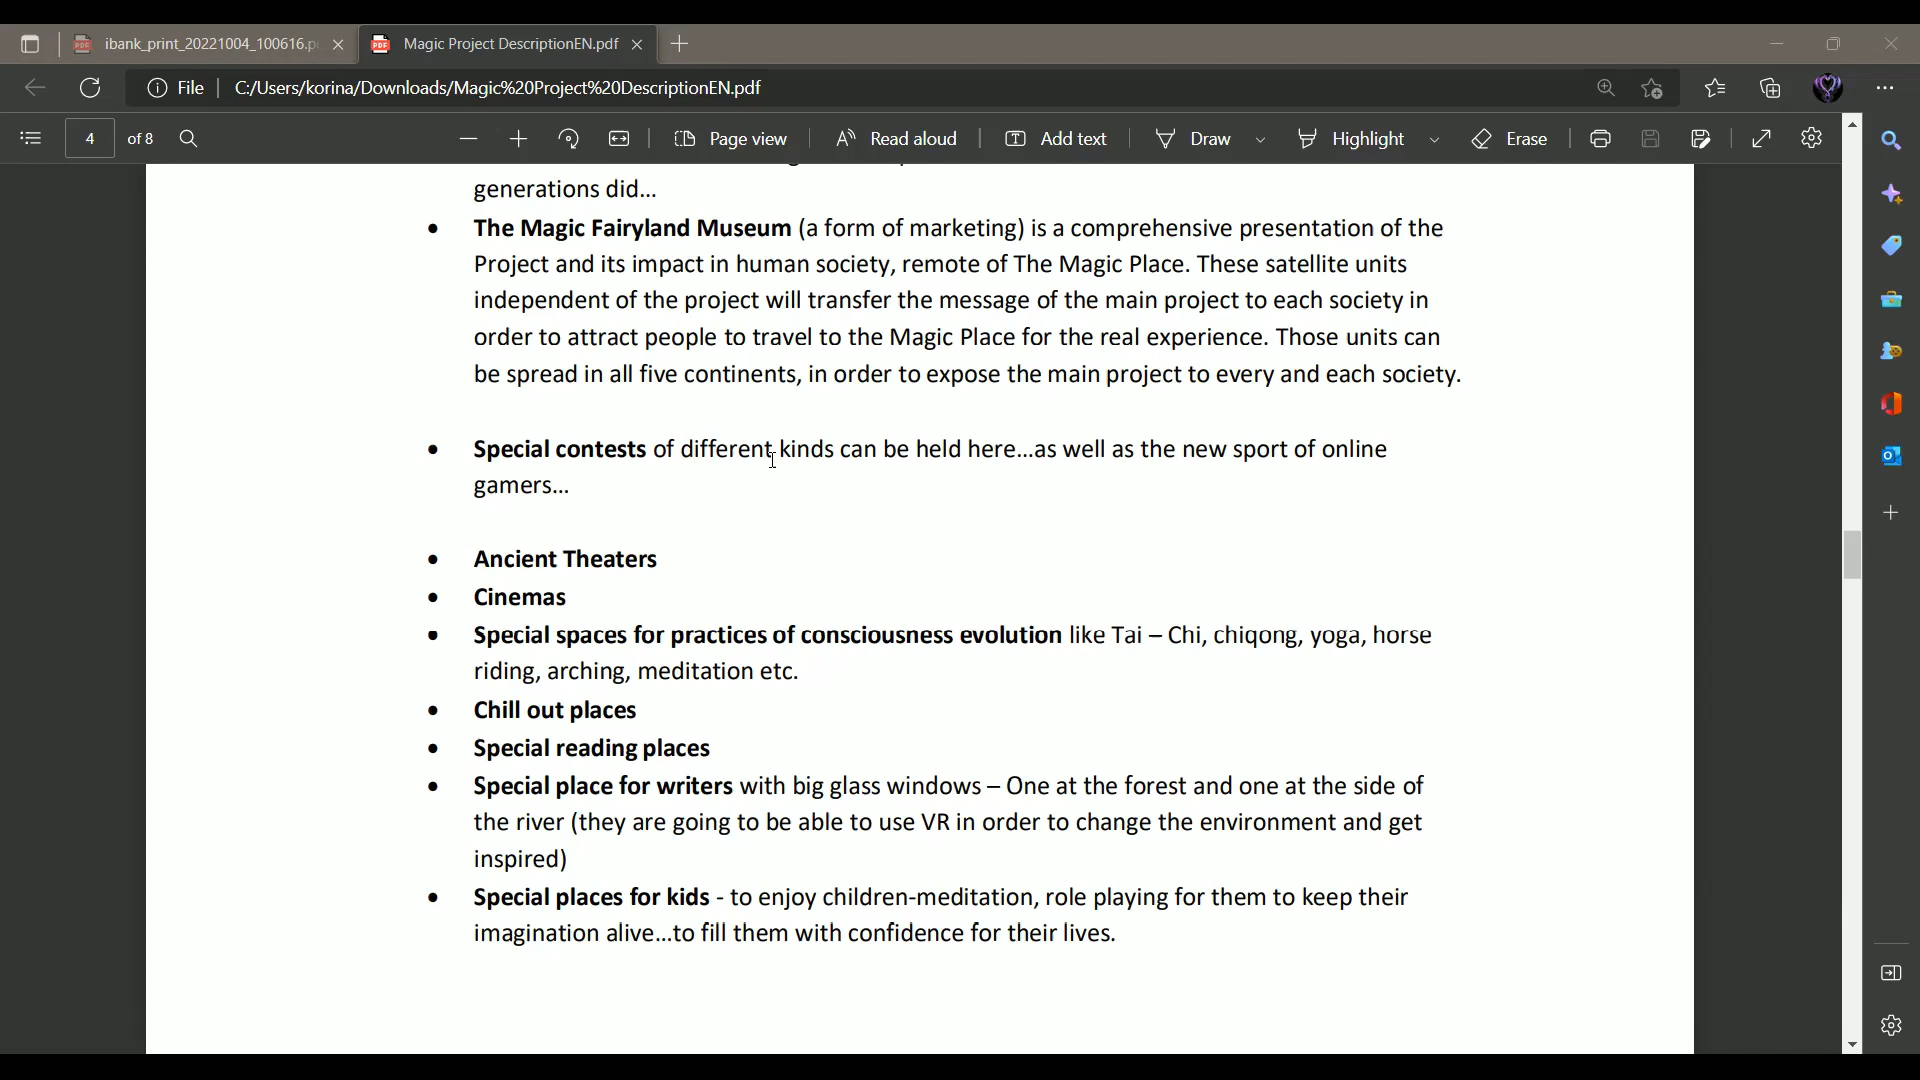 ibank_print_20221004_100616.p
Magic Project DescriptionEN.pdf
File
C:/Users/korina/Downloads/Magic%20Project%20DescriptionEN.pdf
4 of 8
Page view
Read aloud
Add text
Draw
Highlight
Erase
generations did...
• The Magic Fairyland Museum (a form of marketing) is a comprehensive presentation of the
Project and its impact in human society, remote of The Magic Place. These satellite units
independent of the project will transfer the message of the main project to each society in
order to attract people to travel to the Magic Place for the real experience. Those units can
be spread in all five continents, in order to expose the main project to every and each society.
• Special contests of different kinds can be held here...as well as the new sport of online
gamers...
• Ancient Theaters
• Cinemas
• Special spaces for practices of consciousness evolution like Tai – Chi, chiqong, yoga, horse
riding, arching, meditation etc.
• Chill out places
• Special reading places
• Special place for writers with big glass windows – One at the forest and one at the side of
the river (they are going to be able to use VR in order to change the environment and get
inspired)
• Special places for kids - to enjoy children-meditation, role playing for them to keep their
imagination alive...to fill them with confidence for their lives.